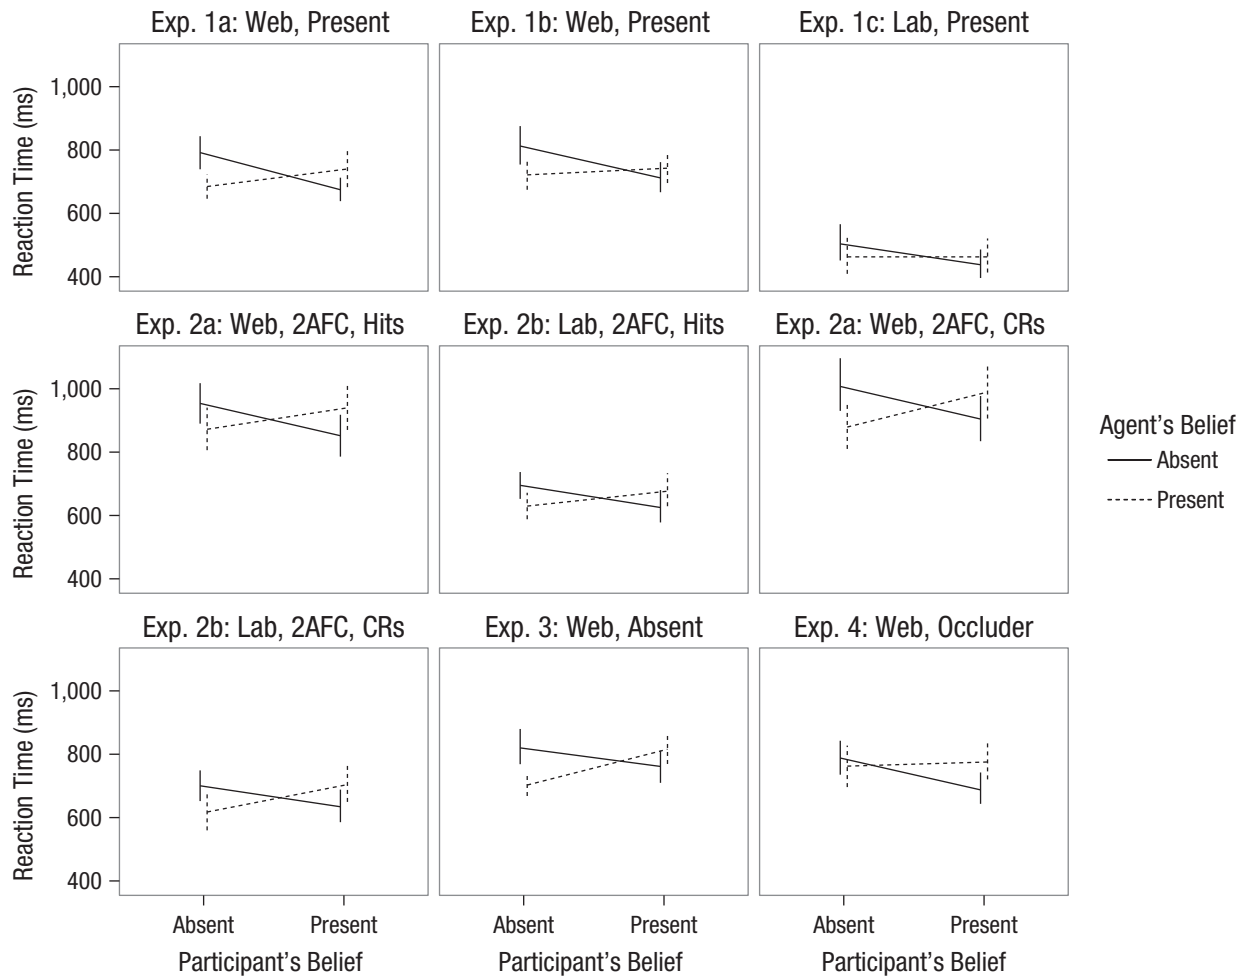 Exp. 1a: Web, Present
Exp. 1b: Web, Present
Exp. 1c: Lab, Present
Reaction Time (ms)
1,000
800
600
400
Exp. 2a: Web, 2AFC, Hits
Exp. 2b: Lab, 2AFC, Hits
Exp. 2a: Web, 2AFC, CRs
Reaction Time (ms)
1,000
800
600
400
Agent's Belief
Absent
Present
Exp. 2b: Lab, 2AFC, CRs
Exp. 3: Web, Absent
Exp. 4: Web, Occluder
Reaction Time (ms)
1,000
800
600
400
Absent Present
Absent Present
Absent Present
Participant's Belief
Participant's Belief
Participant's Belief